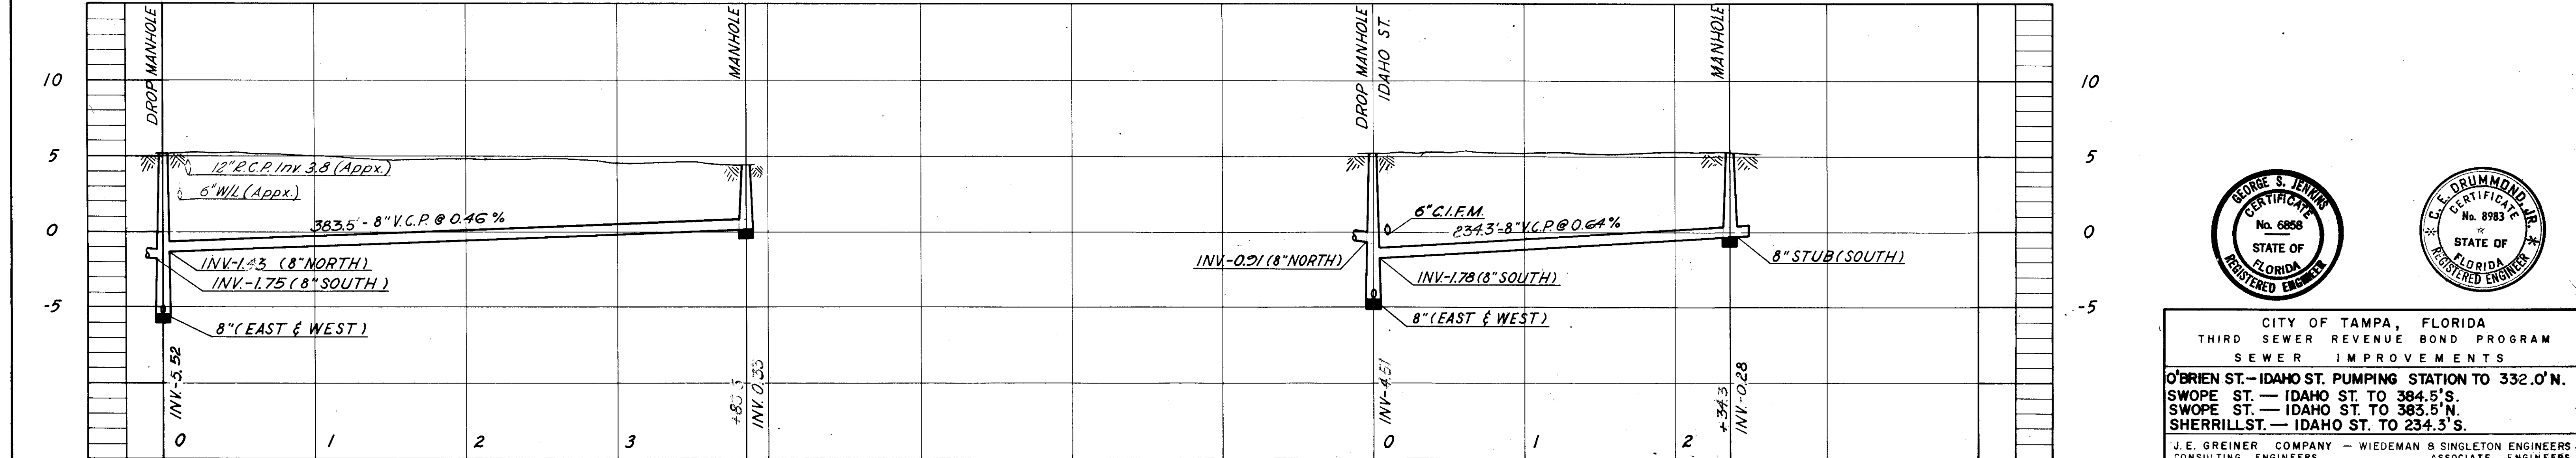 DROP MANHOLE
MANHOLE
DROP MANHOLE
IDAHO ST.
MANHOLE
10
5
0
-5
10
5
0
-5
12" R.C.P. Inv. 3.8 (Appx.)
6" W/L (Appx.)
383.5'- 8" V.C.P. @ 0.46 %
INV.-1.43 (8" NORTH)
INV.-1.75 (8" SOUTH)
8" (EAST & WEST)
INV-5.52
+83.5
INV. 0.33
0
1
2
3
6" C.I.F.M.
234.3'-8" V.C.P. @ 0.64 %
INV.-0.91 (8" NORTH)
INV.-1.78 (8" SOUTH)
8" (EAST & WEST)
8" STUB (SOUTH)
INV-4.51
+34.3
INV.-0.28
0
1
2
GEORGE S. JENKINS
CERTIFICATE
No. 6858
STATE OF
FLORIDA
REGISTERED ENGINEER
C. E. DRUMMOND, JR.
CERTIFICATE
No. 8983
STATE OF
FLORIDA
REGISTERED ENGINEER
CITY OF TAMPA, FLORIDA
THIRD SEWER REVENUE BOND PROGRAM
SEWER IMPROVEMENTS
O'BRIEN ST.-IDAHO ST. PUMPING STATION TO 332.0'N.
SWOPE ST. — IDAHO ST. TO 384.5'S.
SWOPE ST. — IDAHO ST. TO 383.5'N.
SHERRILL ST. — IDAHO ST. TO 234.3'S.
J. E. GREINER COMPANY — WIEDEMAN & SINGLETON ENGINEERS
CONSULTING ENGINEERS ASSOCIATE ENGINEERS